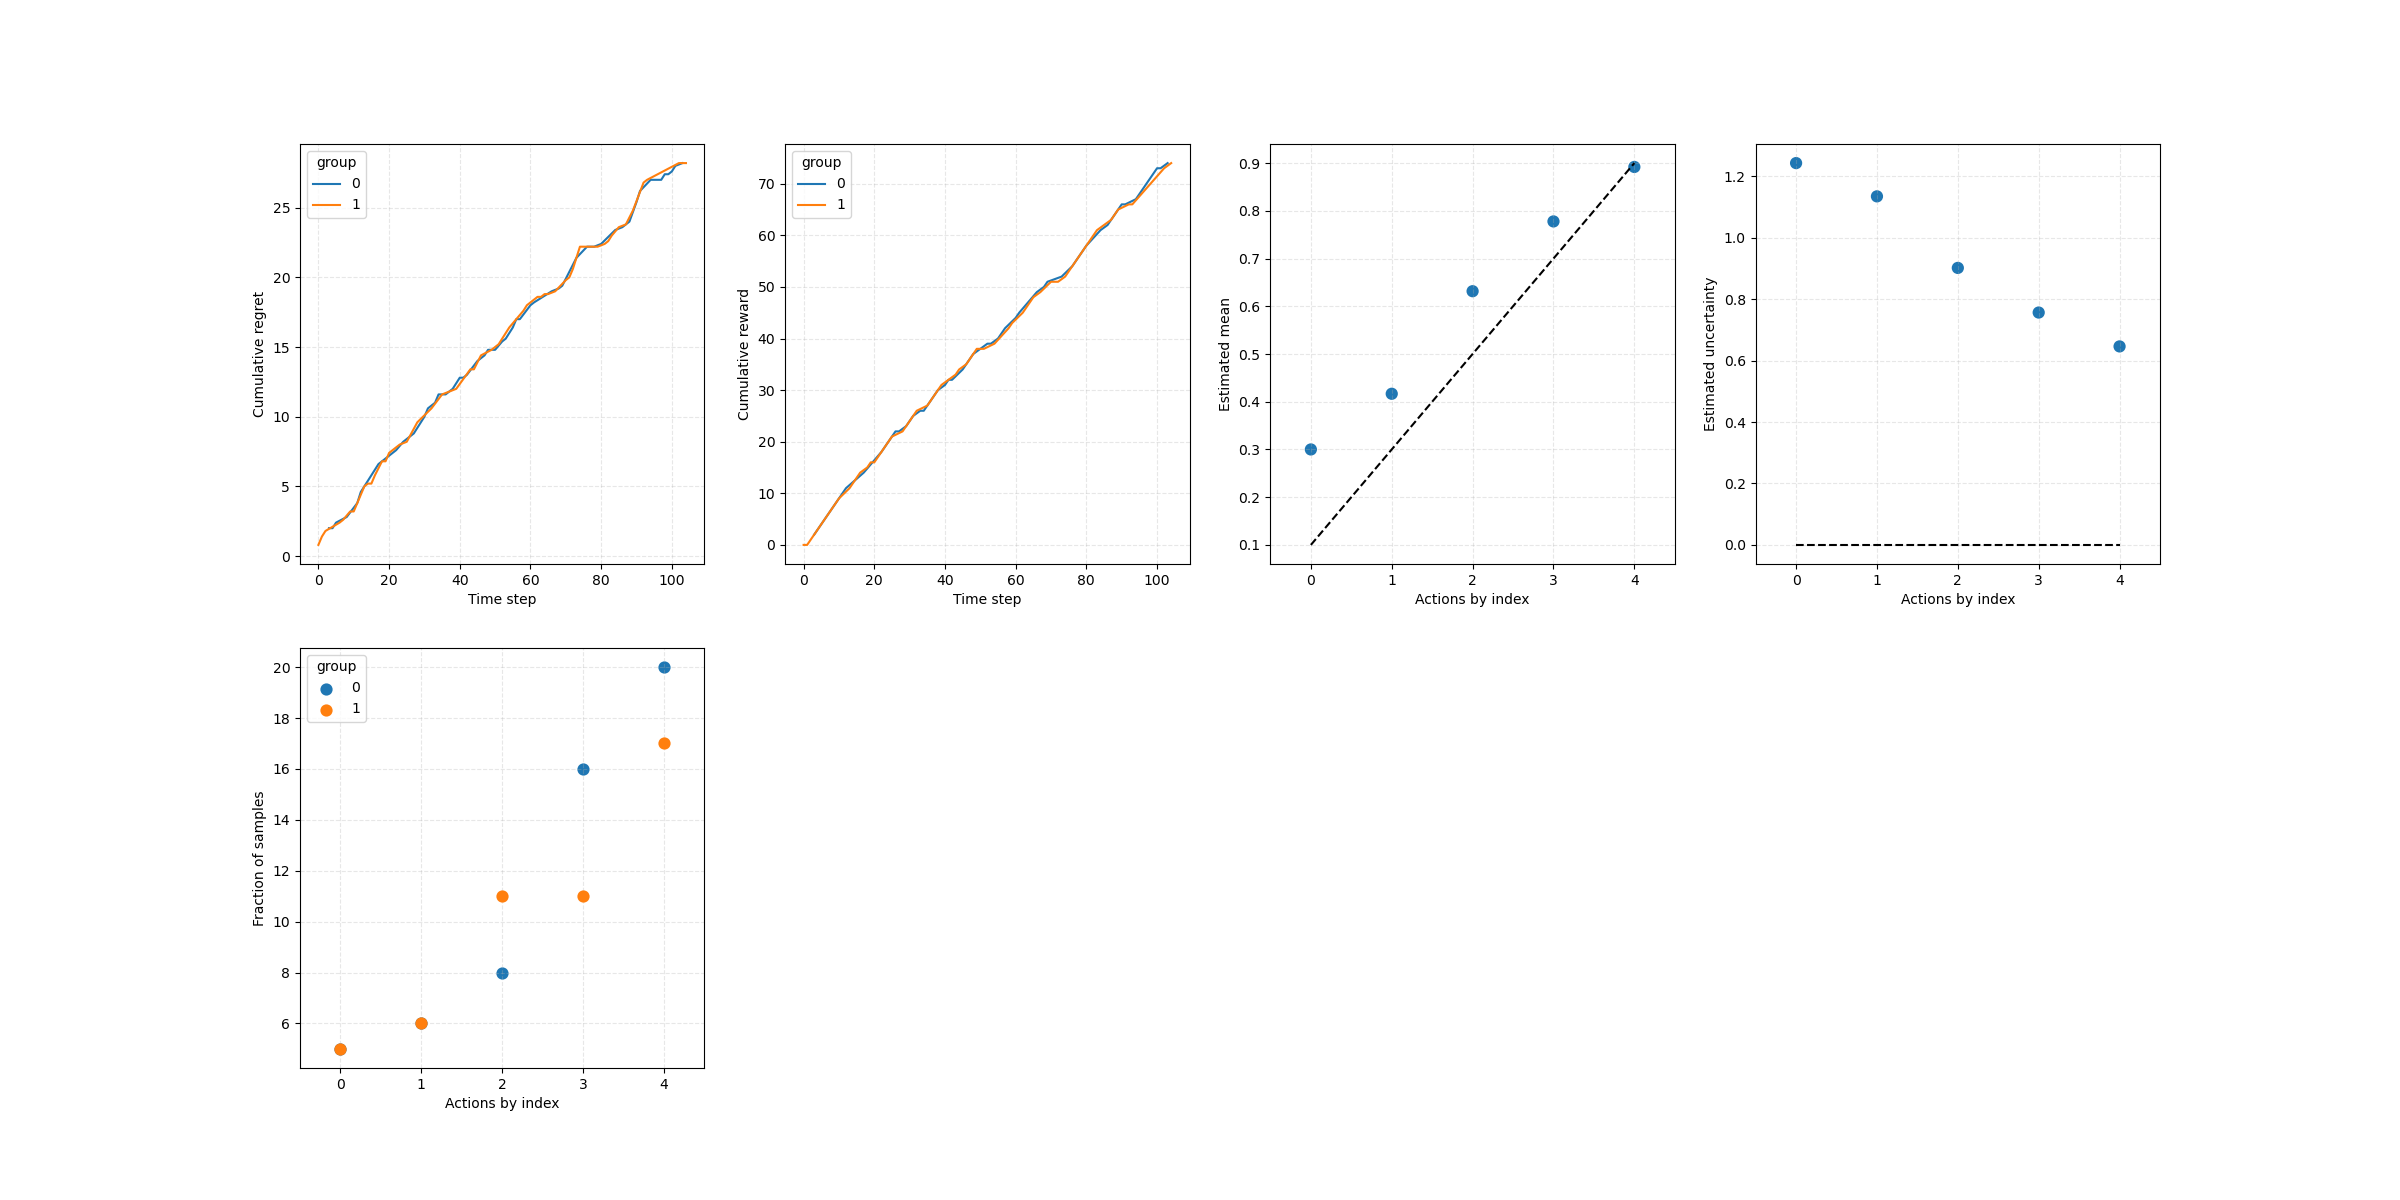 group
0
1
25
20
15
10
5
0
Cumulative regret
0 20 40 60 80 100
Time step
group
0
1
70
60
50
40
30
20
10
0
Cumulative reward
0 20 40 60 80 100
Time step
0.9
0.8
0.7
0.6
0.5
0.4
0.3
0.2
0.1
Estimated mean
0 1 2 3 4
Actions by index
1.2
1.0
0.8
0.6
0.4
0.2
0.0
Estimated uncertainty
0 1 2 3 4
Actions by index
group
0
1
20
18
16
14
12
10
8
6
Fraction of samples
0 1 2 3 4
Actions by index